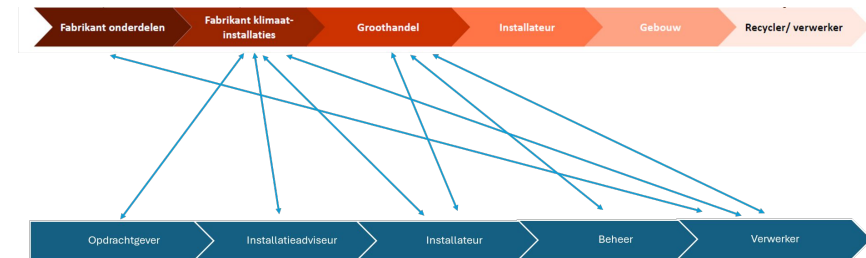 Fabrikant onderdelen
Fabrikant klimaat-
installaties
Groothandel
Installateur
Gebouw
Recycler/ verwerker
Opdrachtgever
Installatieadviseur
Installateur
Beheer
Verwerker